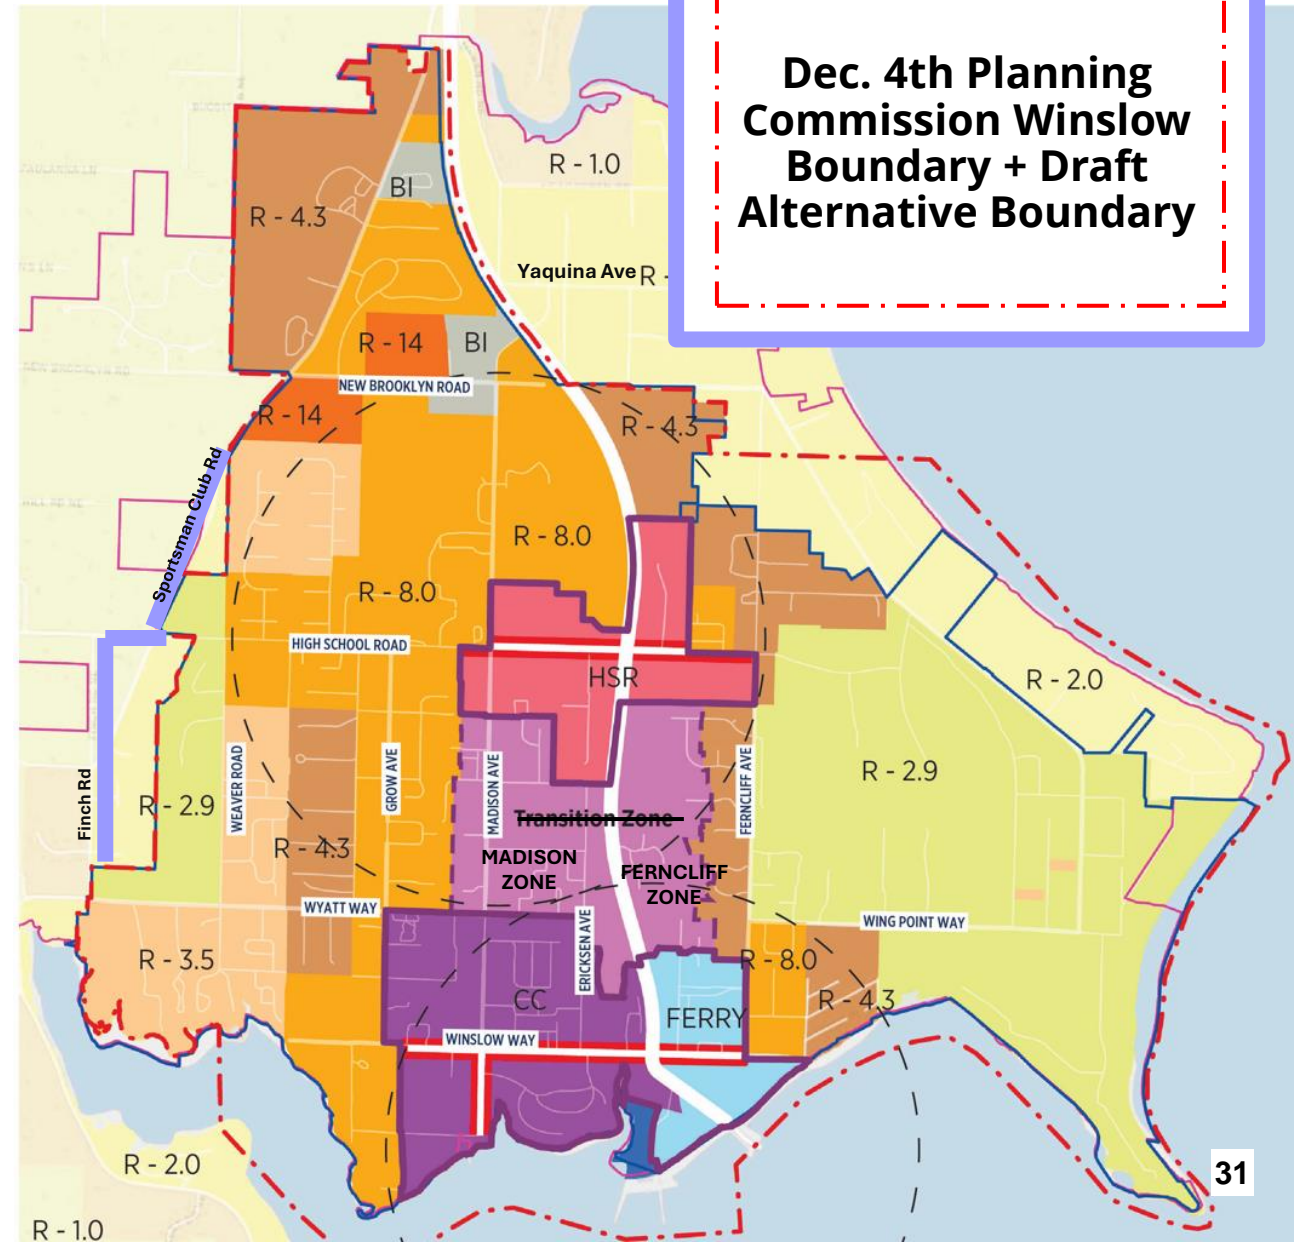 Dec. 4th Planning
Commission Winslow
Boundary + Draft
Alternative Boundary
R - 1.0
BI
R - 4.3
Yaquina Ave R -
R - 14
BI
NEW BROOKLYN ROAD
R - 14
R - 4.3
Sportsman Club Rd
R - 8.0
R - 8.0
HIGH SCHOOL ROAD
HSR
R - 2.0
R - 2.9
Finch Rd
WEAVER ROAD
GROW AVE
MADISON AVE
FERNCLIFF AVE
R - 2.9
Transition Zone
R - 4.3
MADISON
ZONE
FERNCLIFF
ZONE
WYATT WAY
WING POINT WAY
ERICKSEN AVE
R - 3.5
R - 8.0
CC
R - 4.3
FERRY
WINSLOW WAY
R - 2.0
31
R - 1.0